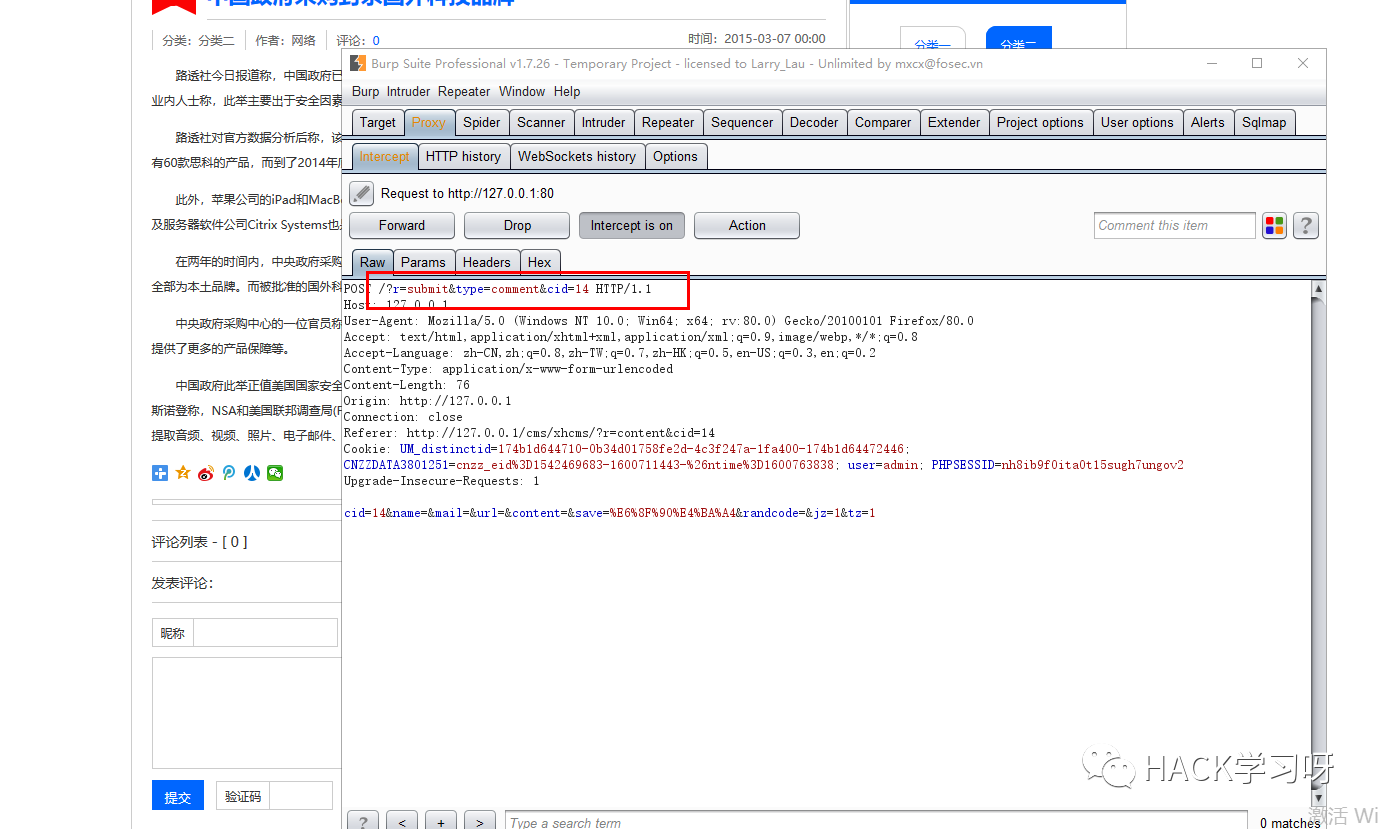 分类：分类二 作者：网络 评论：0
时间：2015-03-07 00:00
分类一 分类二
路透社今日报道称，中国政府已
业内人士称，此举主要出于安全因素
路透社对官方数据分析后称，该
有60款思科的产品，而到了2014年
此外，苹果公司的iPad和MacB
及服务器软件公司Citrix Systems也
在两年的时间内，中央政府采购
全部为本土品牌。而被批准的国外科
中央政府采购中心的一位官员称
提供了更多的产品保障等。
中国政府此举正值美国国家安全
斯诺登称，NSA和美国联邦调查局(F
提取音频、视频、照片、电子邮件、
评论列表 - [ 0 ]
发表评论：
昵称
提交 验证码
Burp Suite Professional v1.7.26 - Temporary Project - licensed to Larry_Lau - Unlimited by mxcx@fosec.vn
Burp Intruder Repeater Window Help
Target Proxy Spider Scanner Intruder Repeater Sequencer Decoder Comparer Extender Project options User options Alerts Sqlmap
Intercept HTTP history WebSockets history Options
Request to http://127.0.0.1:80
Forward Drop Intercept is on Action Comment this item ?
Raw Params Headers Hex
POST /?r=submit&type=comment&cid=14 HTTP/1.1
Host: 127.0.0.1
User-Agent: Mozilla/5.0 (Windows NT 10.0; Win64; x64; rv:80.0) Gecko/20100101 Firefox/80.0
Accept: text/html,application/xhtml+xml,application/xml;q=0.9,image/webp,*/*;q=0.8
Accept-Language: zh-CN,zh;q=0.8,zh-TW;q=0.7,zh-HK;q=0.5,en-US;q=0.3,en;q=0.2
Content-Type: application/x-www-form-urlencoded
Content-Length: 76
Origin: http://127.0.0.1
Connection: close
Referer: http://127.0.0.1/cms/xhcms/?r=content&cid=14
Cookie: UM_distinctid=174b1d644710-0b34d01758fe2d-4c3f247a-1fa400-174b1d64472446;
CNZZDATA3801251=cnzz_eid%3D1542469683-1600711443-%26ntime%3D1600763838; user=admin; PHPSESSID=nh8ib9f0ita0t15sugh7ungov2
Upgrade-Insecure-Requests: 1
cid=14&name=&mail=&url=&content=&save=%E6%8F%90%E4%BA%A4&randcode=&jz=1&tz=1
HACK学习呀
激活 Wi
? < + > Type a search term 0 matches